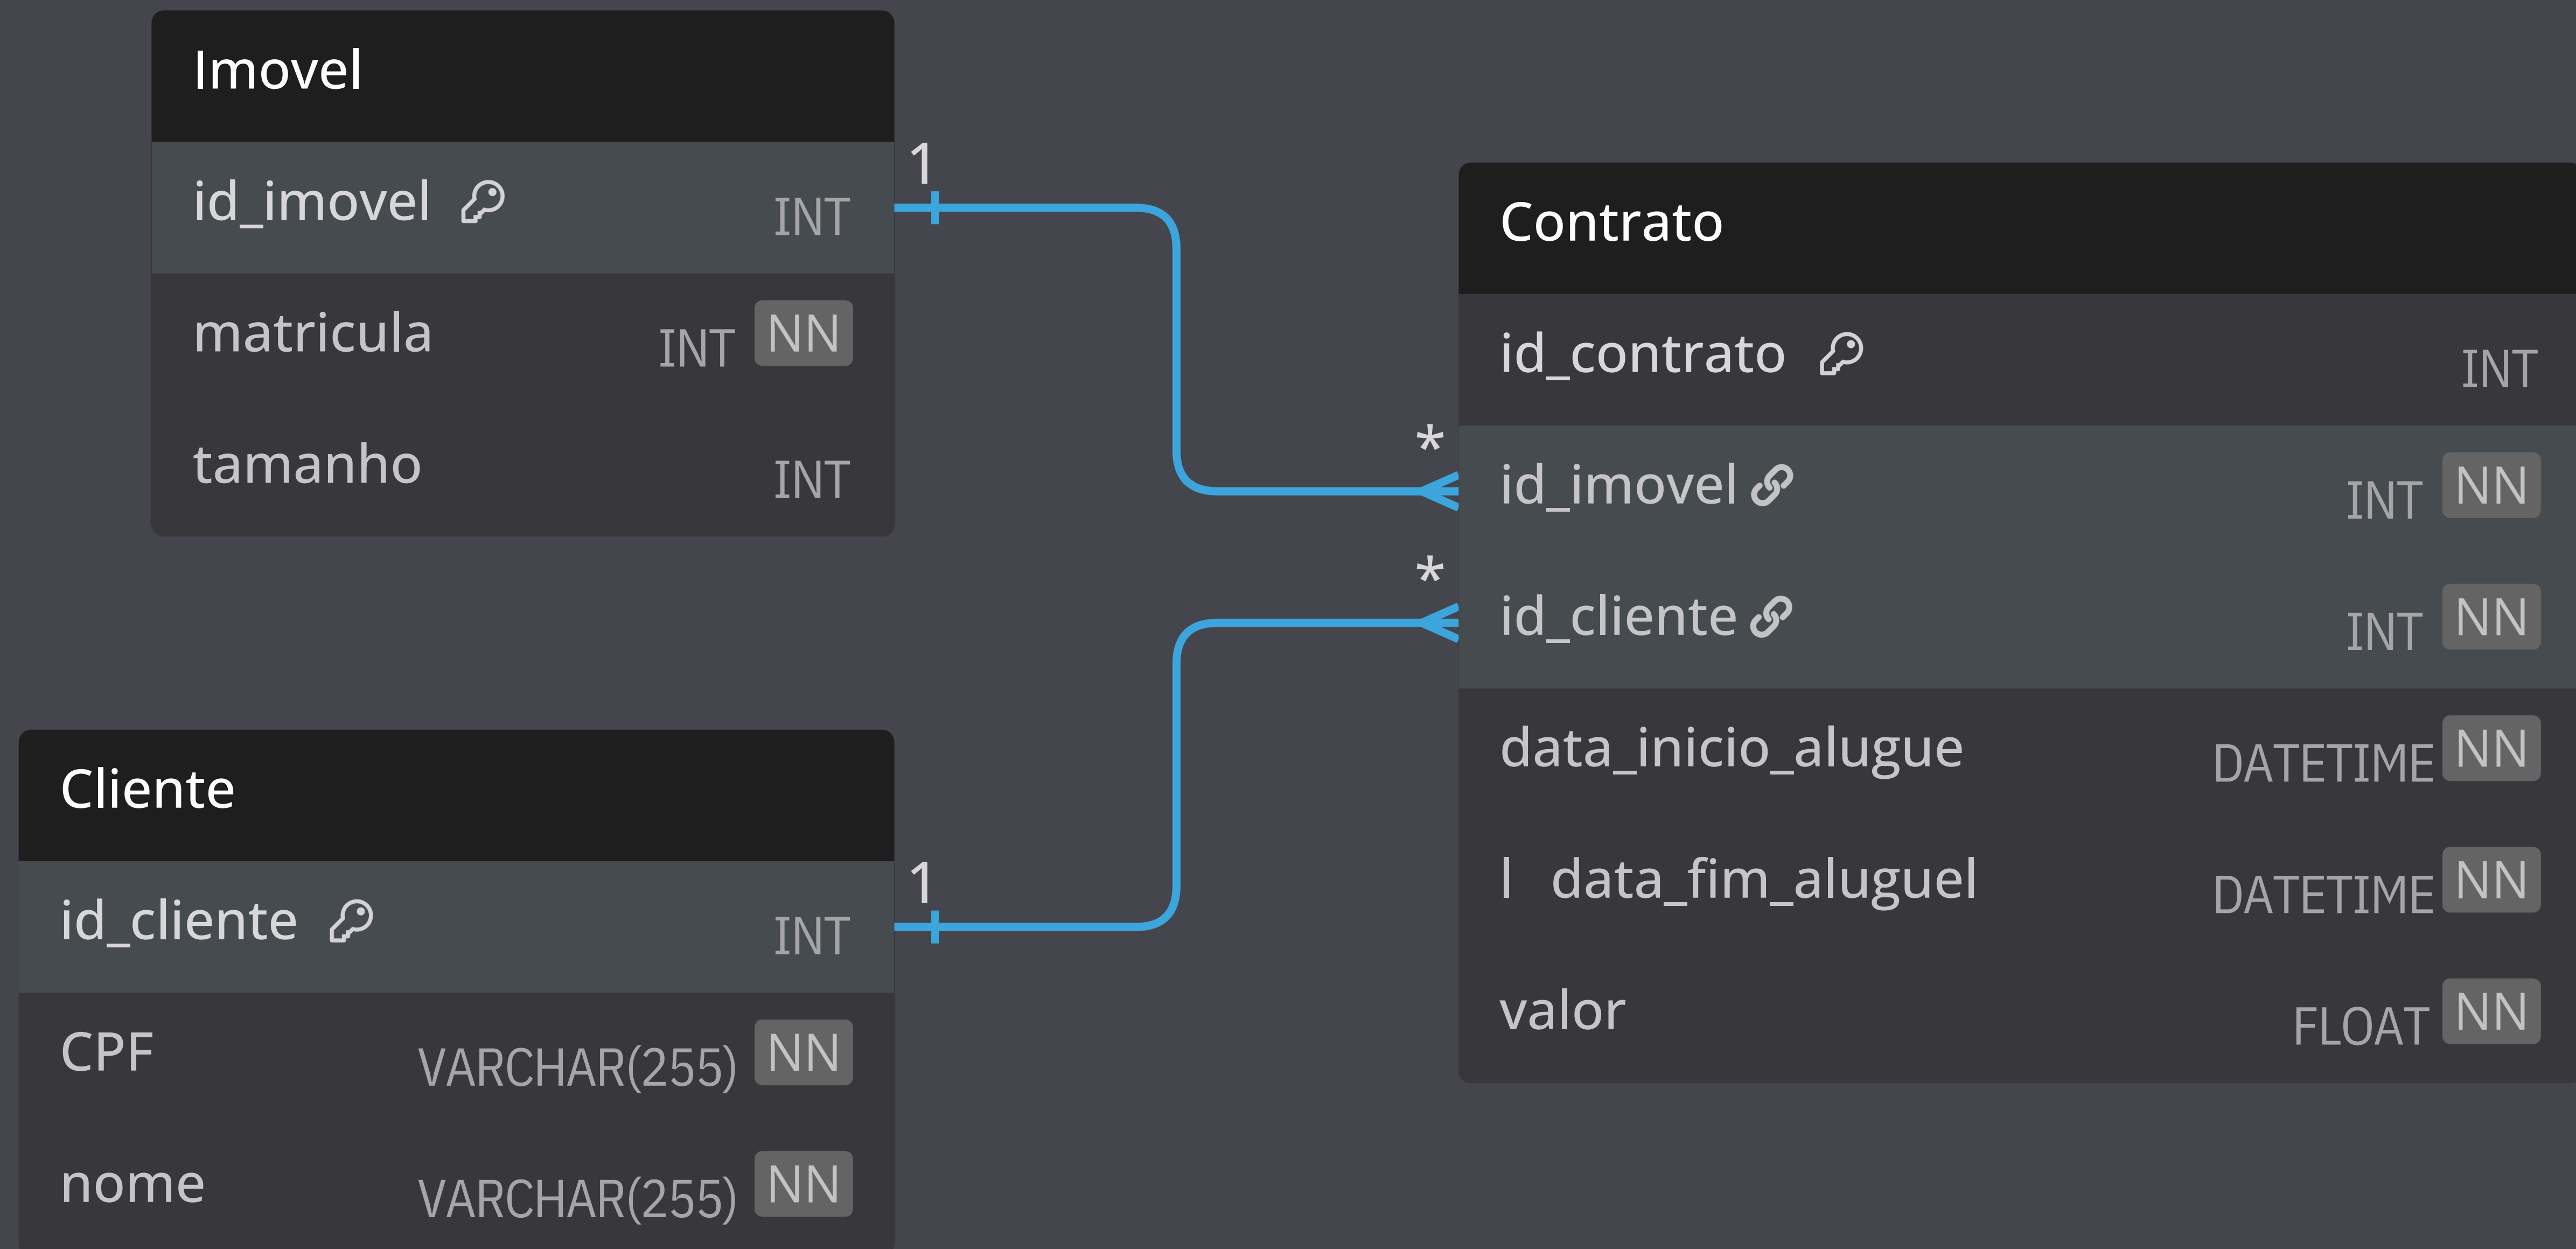 Imovel
id_imovel INT
matricula INT NN
tamanho INT
1
*
*
Contrato
id_contrato INT
id_imovel INT NN
id_cliente INT NN
data_inicio_alugue DATETIME NN
l data_fim_aluguel DATETIME NN
valor FLOAT NN
Cliente
1
id_cliente INT
CPF VARCHAR(255) NN
nome VARCHAR(255) NN